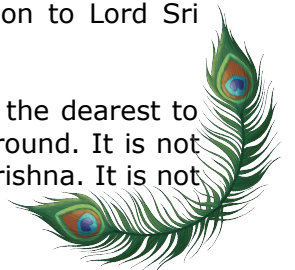 on to Lord Sri
the dearest to
round. It is not
rishna. It is not